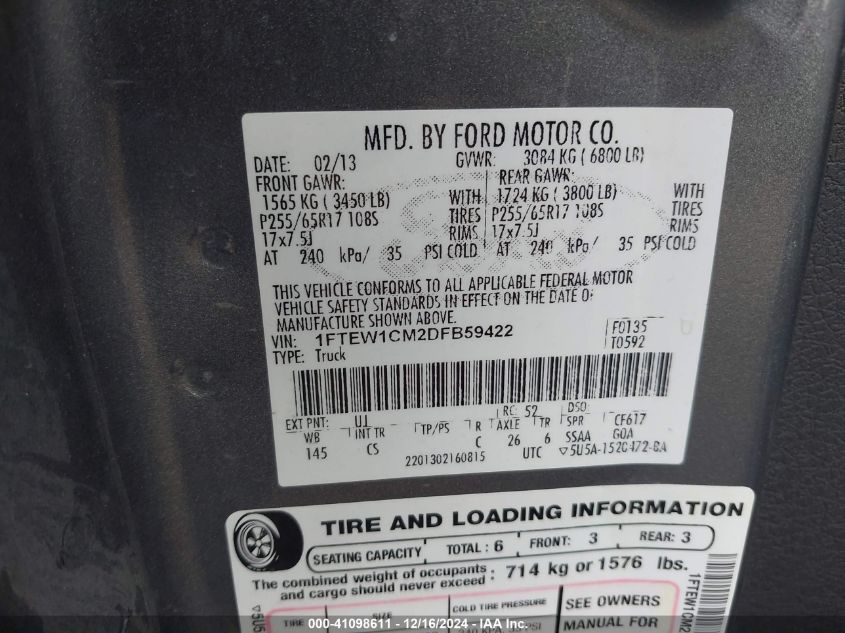 MFD. BY FORD MOTOR CO.
DATE: 02/13 GVWR: 3084 KG ( 6800 LB)
FRONT GAWR: REAR GAWR:
1565 KG ( 3450 LB) WITH 1724 KG ( 3800 LB) WITH
P255/65R17 108S TIRES P255/65R17 108S TIRES
17x7.5J RIMS 17x7.5J RIMS
AT 240 kPa/ 35 PSI COLD AT 240 kPa/ 35 PSI COLD
THIS VEHICLE CONFORMS TO ALL APPLICABLE FEDERAL MOTOR
VEHICLE SAFETY STANDARDS IN EFFECT ON THE DATE OF
MANUFACTURE SHOWN ABOVE.
VIN: 1FTEW1CM2DFB59422 F0135
TYPE: Truck T0592
EXT PNT: UJ RC: 52 DSO:
WB INT TR TP/PS R AXLE TR SPR CF617
145 CS C 26 6 SSAA GOA
2201302160815 UTC ▽5U5A-1520472-BA
TIRE AND LOADING INFORMATION
SEATING CAPACITY TOTAL : 6 FRONT: 3 REAR: 3
The combined weight of occupants and cargo should never exceed : 714 kg or 1576 lbs.
TIRE SIZE COLD TIRE PRESSURE SEE OWNERS
MANUAL FOR
000-41098611 - 12/16/2024 - IAA Inc.